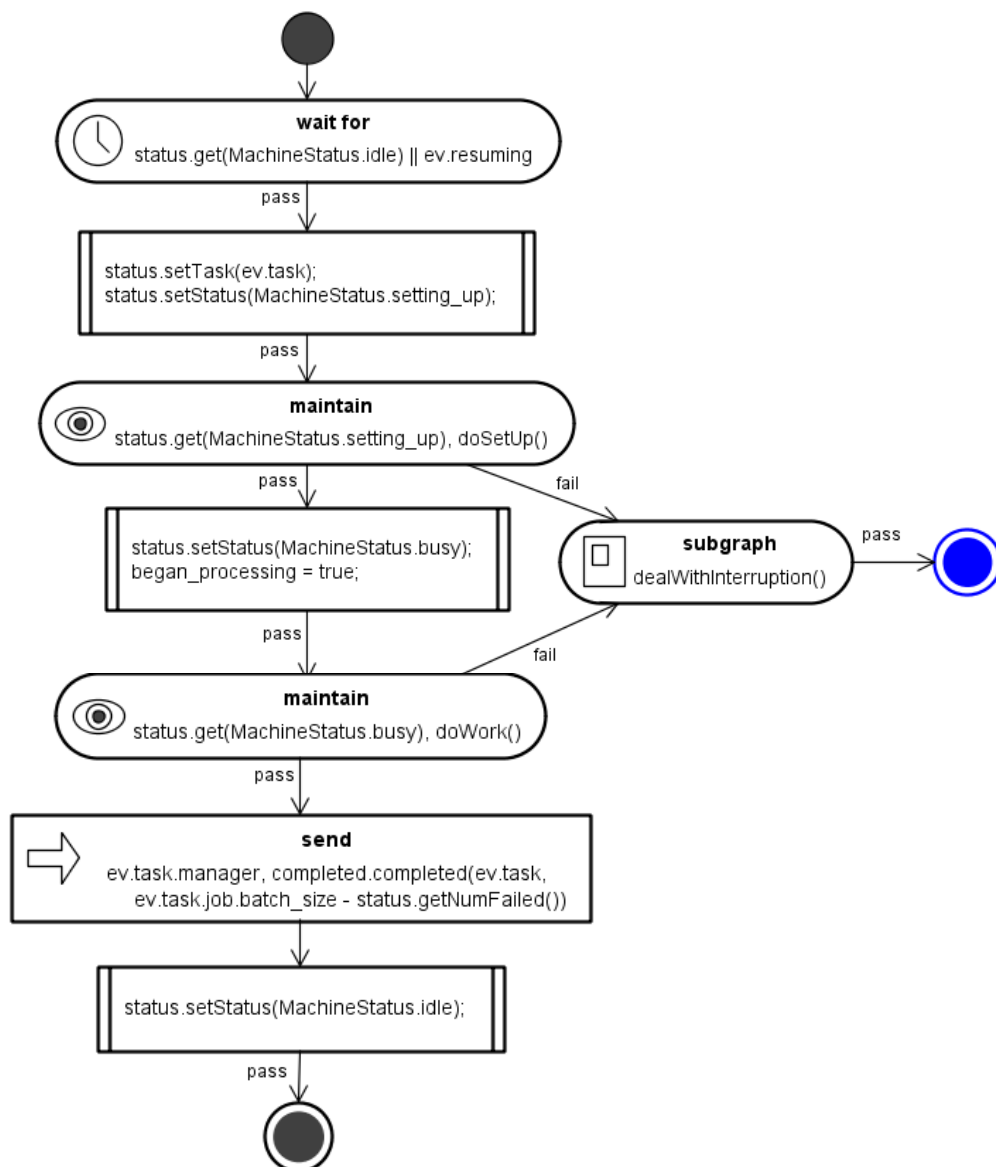 wait for
status.get(MachineStatus.idle) || ev.resuming
pass
status.setTask(ev.task);
status.setStatus(MachineStatus.setting_up);
pass
maintain
status.get(MachineStatus.setting_up), doSetUp()
pass
fail
status.setStatus(MachineStatus.busy);
began_processing = true;
subgraph
dealWithInterruption()
pass
pass
fail
maintain
status.get(MachineStatus.busy), doWork()
pass
send
ev.task.manager, completed.completed(ev.task,
ev.task.job.batch_size - status.getNumFailed())
status.setStatus(MachineStatus.idle);
pass